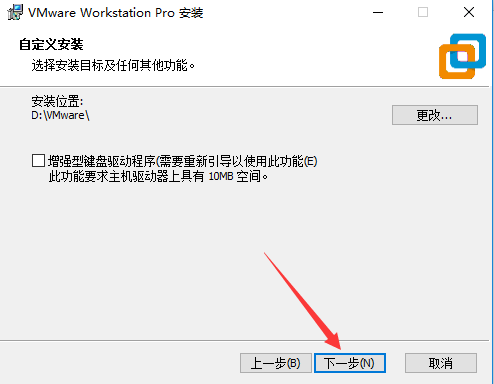 VMware Workstation Pro 安装
自定义安装
选择安装目标及任何其他功能。
安装位置:
D:\VMware\
更改...
增强型键盘驱动程序(需要重新引导以使用此功能(E)
此功能要求主机驱动器上具有 10MB 空间。
上一步(B)
下一步(N)
取消